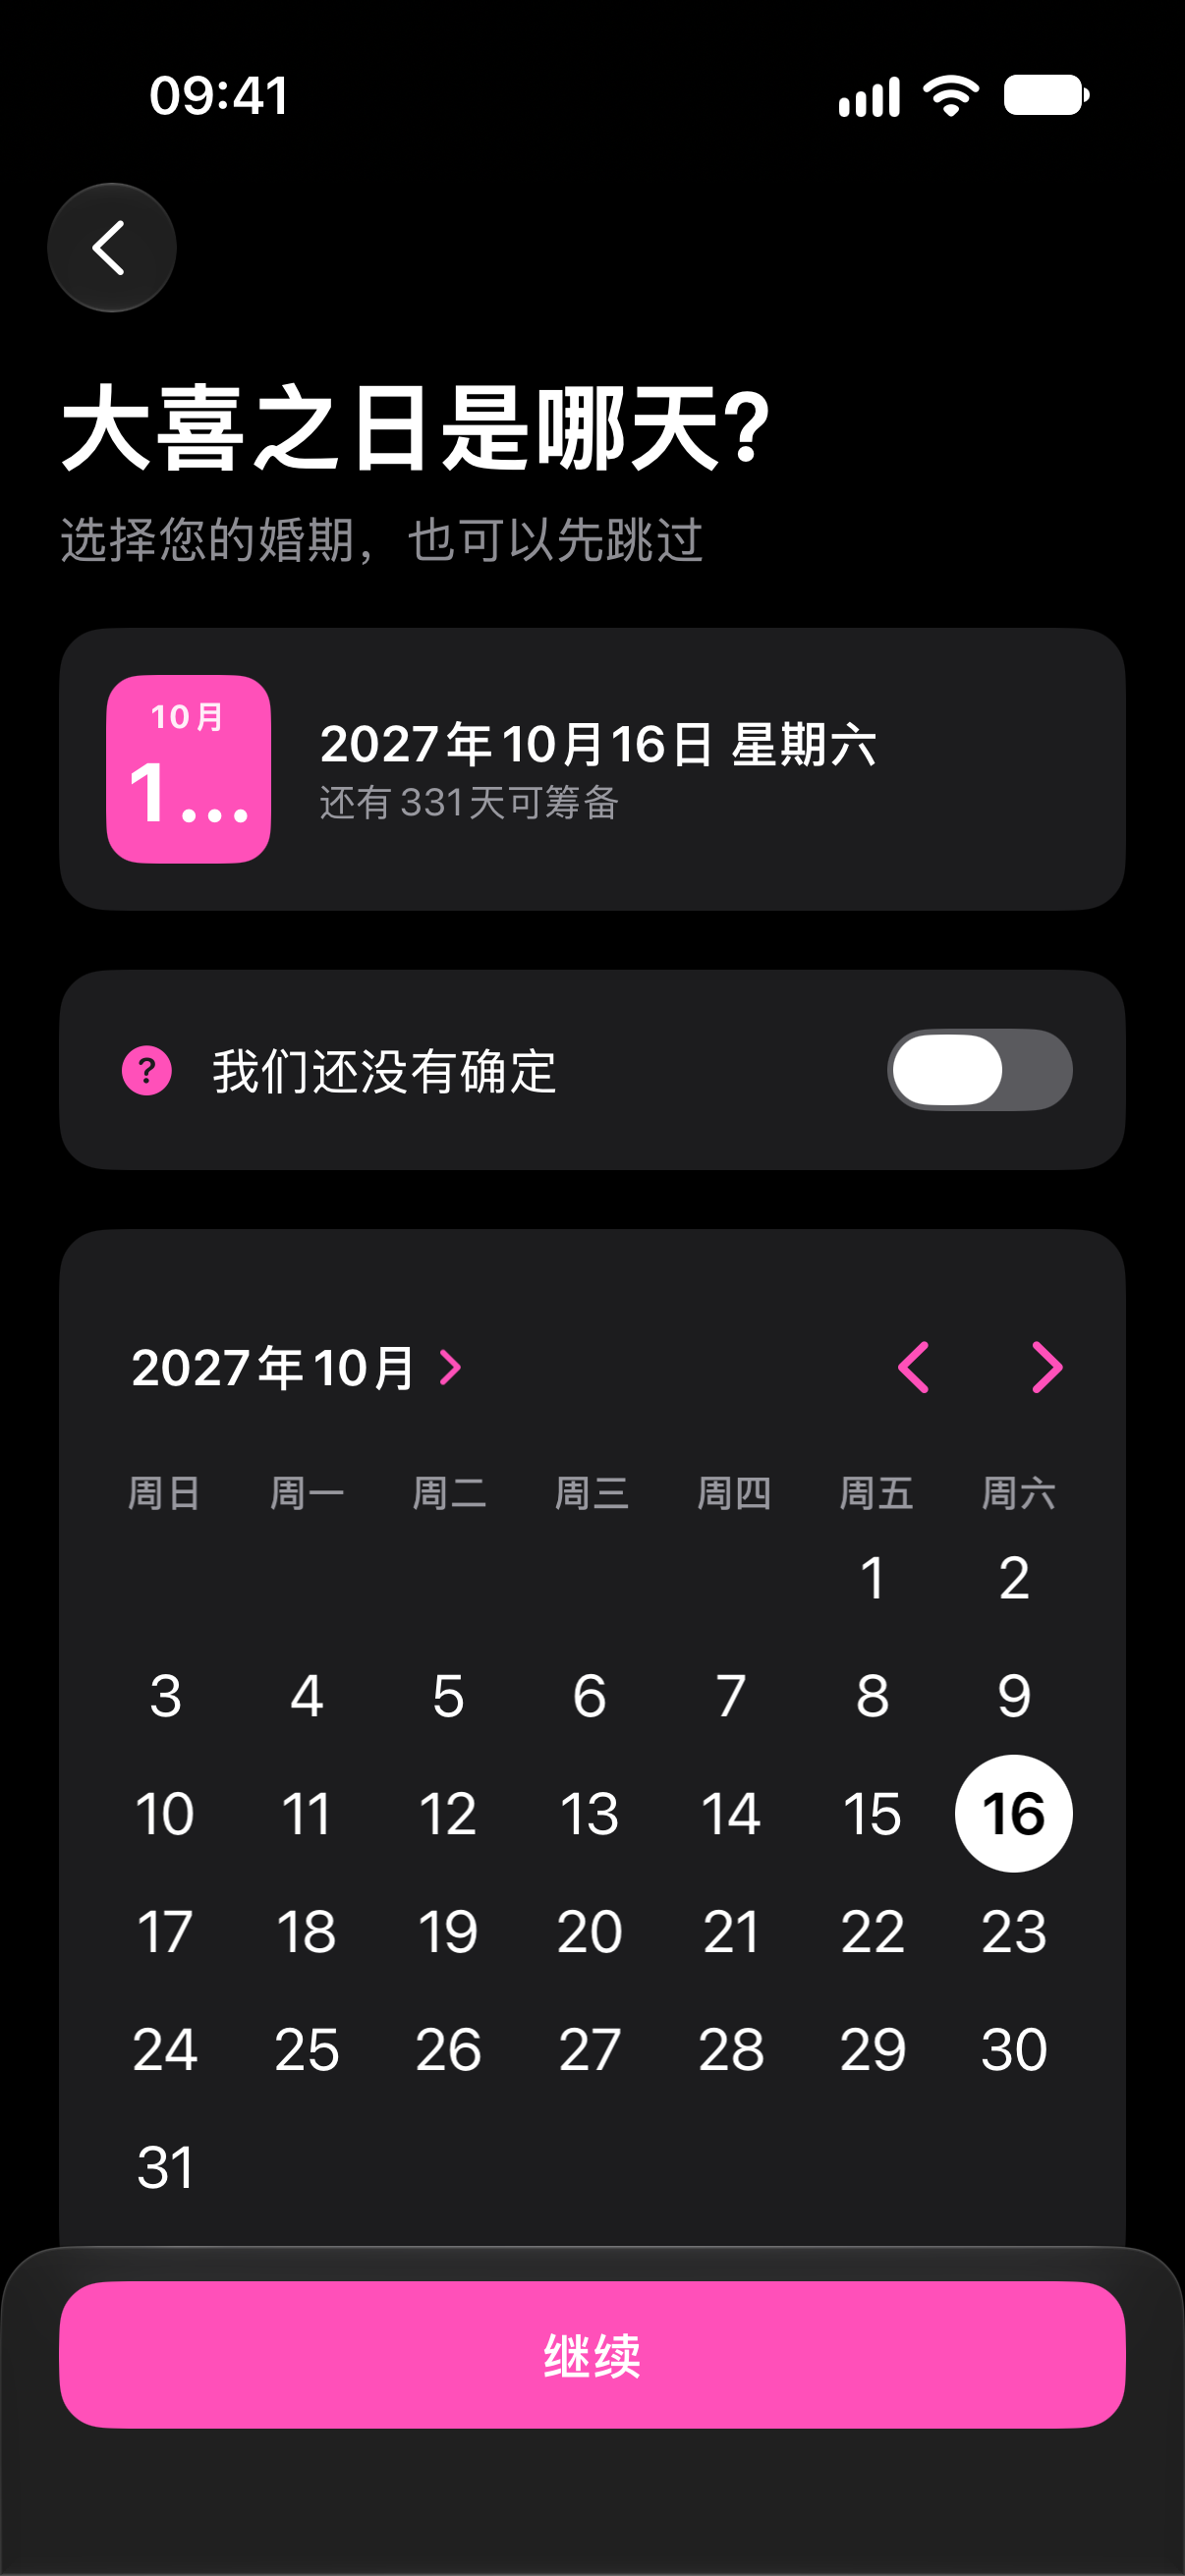 09:41
大喜之日是哪天?
选择您的婚期，也可以先跳过
10月
1...
2027年10月16日 星期六
还有331天可筹备
? 我们还没有确定
2027年10月
周日 周一 周二 周三 周四 周五 周六
1 2
3 4 5 6 7 8 9
10 11 12 13 14 15 16
17 18 19 20 21 22 23
24 25 26 27 28 29 30
31
继续